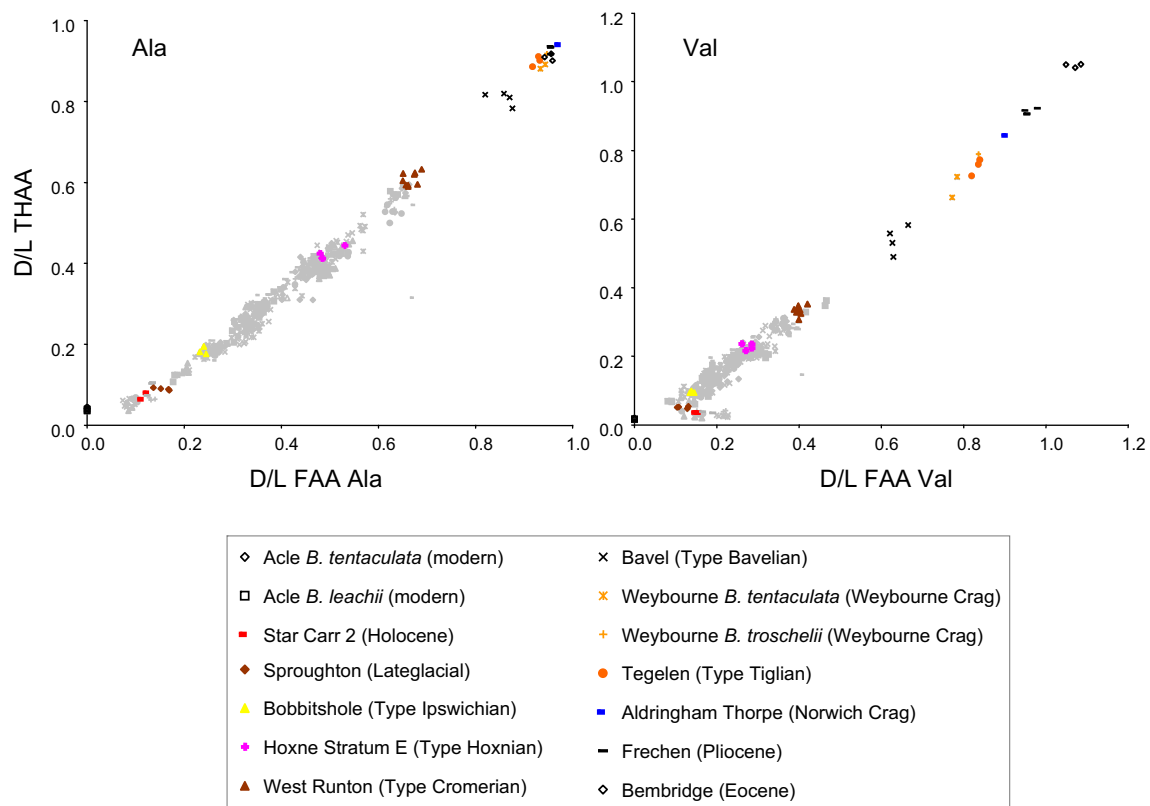 Ala
1.0
0.8
0.6
0.4
0.2
0.0
D/L THAA
0.0 0.2 0.4 0.6 0.8 1.0
D/L FAA Ala
Val
1.2
1.0
0.8
0.6
0.4
0.2
0.0
0.0 0.2 0.4 0.6 0.8 1.0 1.2
D/L FAA Val
Acle B. tentaculata (modern)
Acle B. leachii (modern)
Star Carr 2 (Holocene)
Sproughton (Lateglacial)
Bobbitshole (Type Ipswichian)
Hoxne Stratum E (Type Hoxnian)
West Runton (Type Cromerian)
Bavel (Type Bavelian)
Weybourne B. tentaculata (Weybourne Crag)
Weybourne B. troschelii (Weybourne Crag)
Tegelen (Type Tiglian)
Aldringham Thorpe (Norwich Crag)
Frechen (Pliocene)
Bembridge (Eocene)